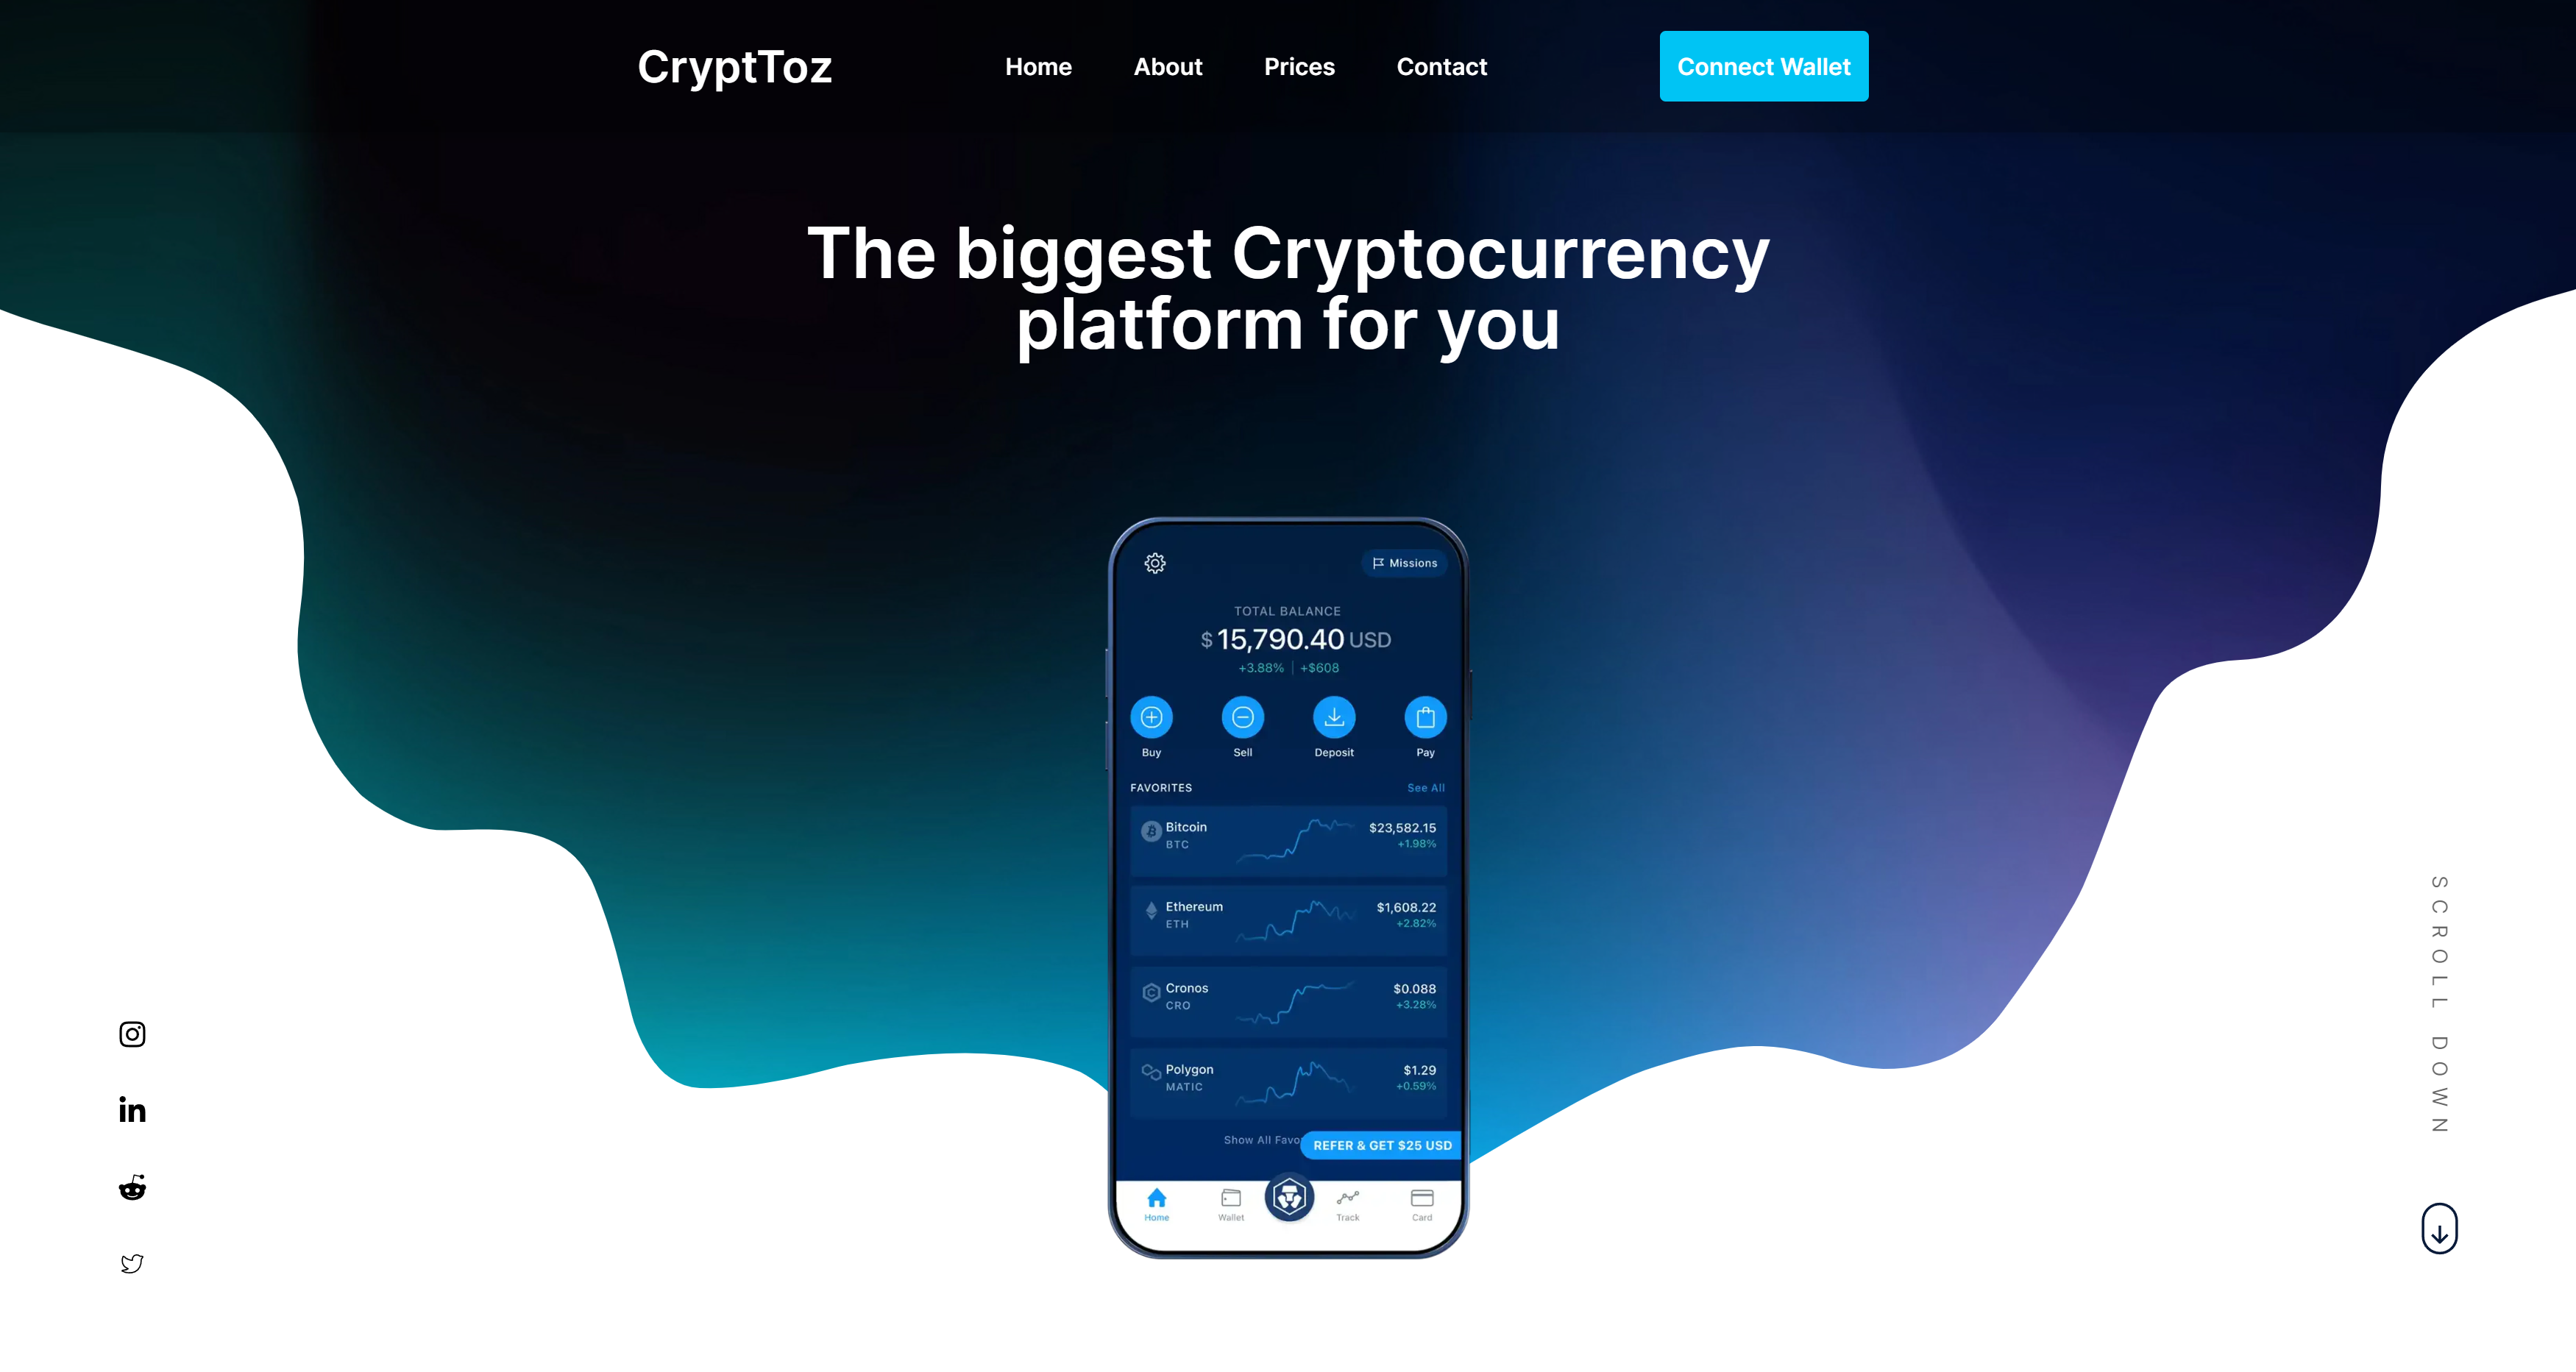 CryptToz
Home
About
Prices
Contact
Connect Wallet
The biggest Cryptocurrency
platform for you
Missions
TOTAL BALANCE
$ 15,790.40 USD
+3.88% | +$608
Buy
Sell
Deposit
Pay
FAVORITES
See All
Bitcoin
$23,582.15
BTC
+1.98%
Ethereum
$1,608.22
ETH
+2.82%
Cronos
$0.088
CRO
+3.28%
Polygon
$1.29
MATIC
+0.59%
Show All Favo
REFER & GET $25 USD
Home
Wallet
Track
Card
in
SCROLL DOWN